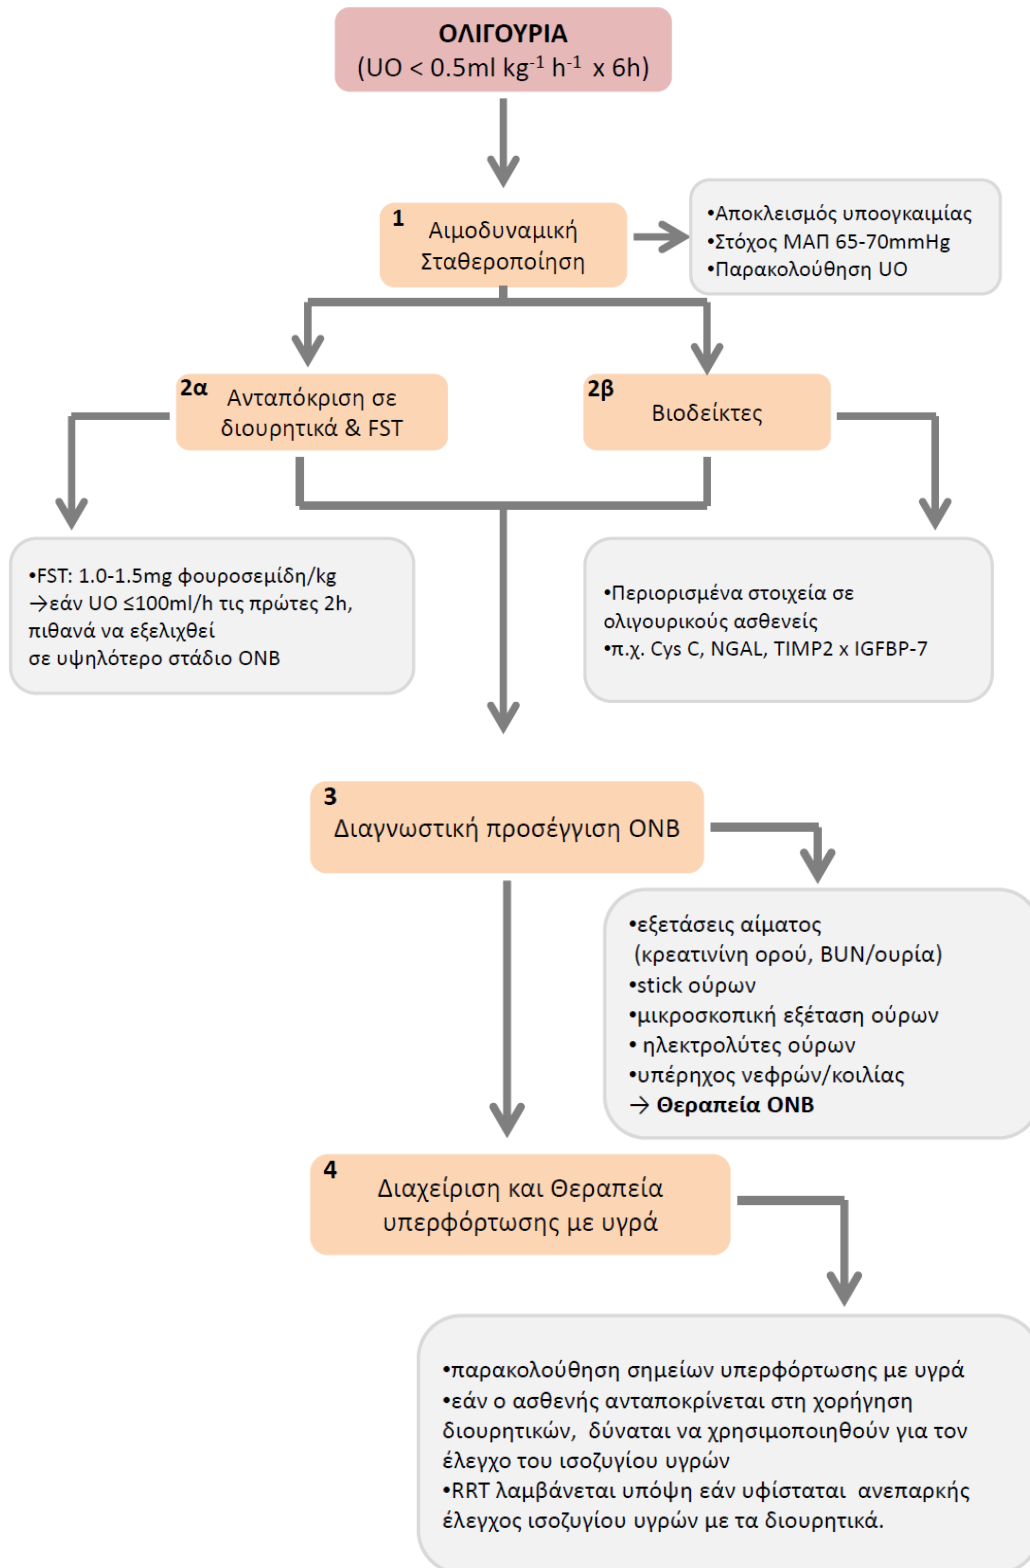 ΟΛΙΓΟΥΡΙΑ
(UO < 0.5ml kg⁻¹ h⁻¹ x 6h)
1
Αιμοδυναμική
Σταθεροποίηση
•Αποκλεισμός υποογκαιμίας
•Στόχος ΜΑΠ 65-70mmHg
•Παρακολούθηση UO
2α
Ανταπόκριση σε
διουρητικά & FST
2β
Βιοδείκτες
•FST: 1.0-1.5mg φουροσεμίδη/kg
→εάν UO ≤100ml/h τις πρώτες 2h,
πιθανά να εξελιχθεί
σε υψηλότερο στάδιο ΟΝΒ
•Περιορισμένα στοιχεία σε
ολιγουρικούς ασθενείς
•π.χ. Cys C, NGAL, TIMP2 x IGFBP-7
3
Διαγνωστική προσέγγιση ΟΝΒ
•εξετάσεις αίματος
(κρεατινίνη ορού, BUN/ουρία)
•stick ούρων
•μικροσκοπική εξέταση ούρων
• ηλεκτρολύτες ούρων
•υπέρηχος νεφρών/κοιλίας
→ Θεραπεία ΟΝΒ
4
Διαχείριση και Θεραπεία
υπερφόρτωσης με υγρά
•παρακολούθηση σημείων υπερφόρτωσης με υγρά
•εάν ο ασθενής ανταποκρίνεται στη χορήγηση
διουρητικών, δύναται να χρησιμοποιηθούν για τον
έλεγχο του ισοζυγίου υγρών
•RRT λαμβάνεται υπόψη εάν υφίσταται ανεπαρκής
έλεγχος ισοζυγίου υγρών με τα διουρητικά.